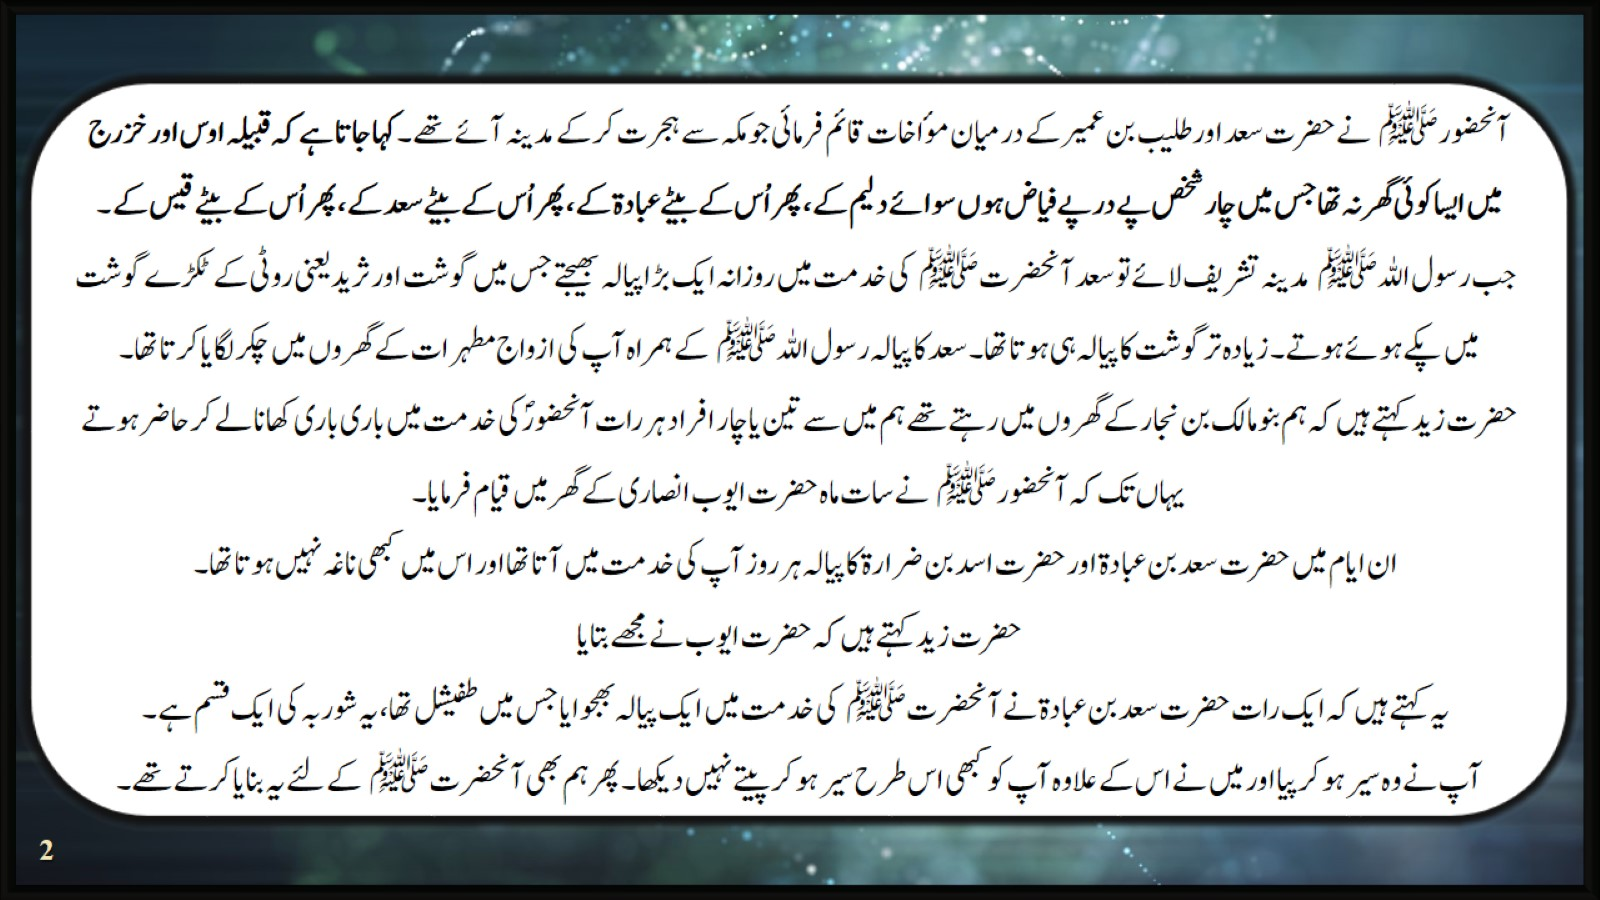 آنحضور ﷺ نے حضرت سعد اور طلیب بن عمیر کے درمیان مؤاخات قائم فرمائی جو مکہ سے ہجرت کر کے مدینہ آئے تھے۔ کہا جاتا ہے کہ قبیلہ اوس اور خزرج
میں ایسا کوئی گھر نہ تھا جس میں چار شخص پے در پے فیاض ہوں سوائے دلیم کے، پھر اُس کے بیٹے عبادة کے، پھر اُس کے بیٹے سعد کے، پھر اُس کے بیٹے قیس کے۔
جب رسول اللہ ﷺ مدینہ تشریف لائے تو سعد آنحضرت ﷺ کی خدمت میں روزانہ ایک بڑا پیالہ بھیجتے جس میں گوشت اور ثرید یعنی روٹی کے ٹکڑے گوشت
میں پکے ہوئے ہوتے۔ زیادہ تر گوشت کا پیالہ ہی ہوتا تھا۔ سعد کا پیالہ رسول اللہ ﷺ کے ہمراہ آپ کی ازواج مطہرات کے گھروں میں چکر لگایا کرتا تھا۔
حضرت زید کہتے ہیں کہ ہم بنو مالک بن نجار کے گھروں میں رہتے تھے ہم میں سے تین یا چار افراد ہر رات آنحضورؐ کی خدمت میں باری باری کھانا لے کر حاضر ہوتے
یہاں تک کہ آنحضور ﷺ نے سات ماہ حضرت ایوب انصاری کے گھر میں قیام فرمایا۔
ان ایام میں حضرت سعد بن عبادة اور حضرت اسد بن ضرارة کا پیالہ ہر روز آپ کی خدمت میں آتا تھا اور اس میں کبھی ناغہ نہیں ہوتا تھا۔
حضرت زید کہتے ہیں کہ حضرت ایوب نے مجھے بتایا
یہ کہتے ہیں کہ ایک رات حضرت سعد بن عبادة نے آنحضرت ﷺ کی خدمت میں ایک پیالہ بھجوایا جس میں طفیشل تھا، یہ شوربہ کی ایک قسم ہے۔
آپ نے وہ سیر ہو کر پیا اور میں نے اس کے علاوہ آپ کو کبھی اس طرح سیر ہو کر پیتے نہیں دیکھا۔ پھر ہم بھی آنحضرت ﷺ کے لئے یہ بنایا کرتے تھے۔
2